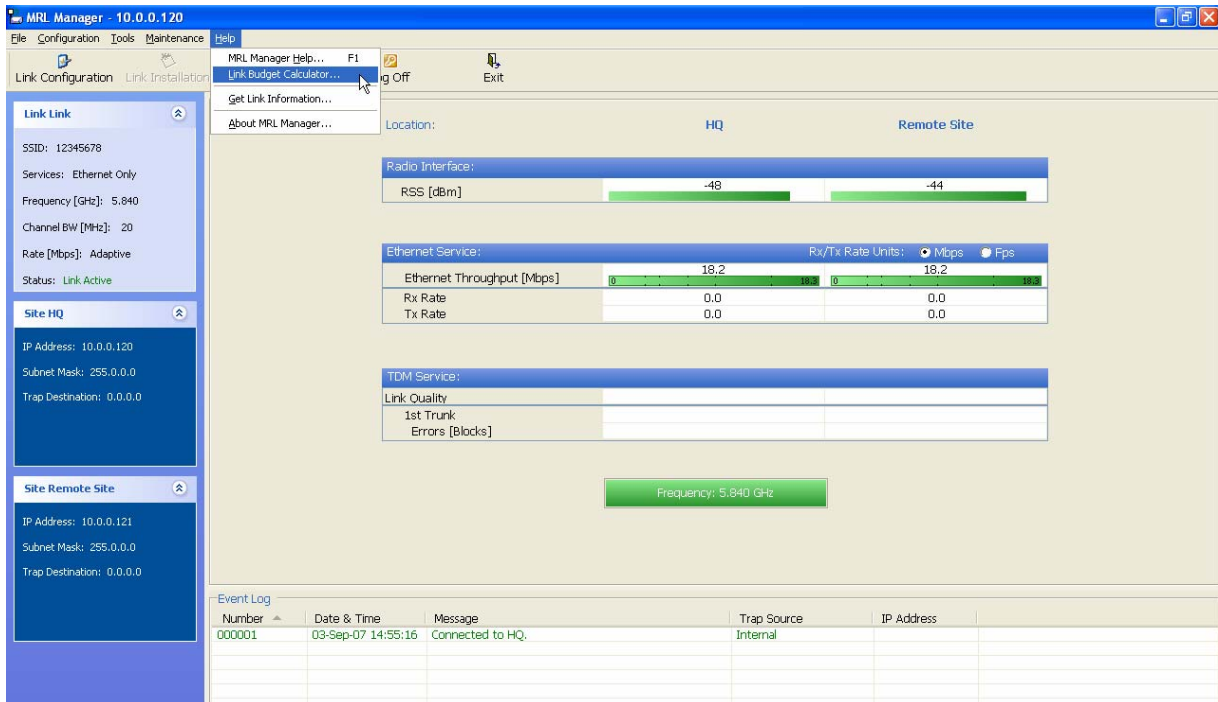 MRL Manager - 10.0.0.120
File Configuration Tools Maintenance Help
Link Configuration Link Installation Off Exit
MRL Manager Help... F1
Link Budget Calculator...
Get Link Information...
About MRL Manager...
Link Link
SSID: 12345678
Services: Ethernet Only
Frequency [GHz]: 5.840
Channel BW [MHz]: 20
Rate [Mbps]: Adaptive
Status: Link Active
Site HQ
IP Address: 10.0.0.120
Subnet Mask: 255.0.0.0
Trap Destination: 0.0.0.0
Site Remote Site
IP Address: 10.0.0.121
Subnet Mask: 255.0.0.0
Trap Destination: 0.0.0.0
Location: HQ Remote Site
Radio Interface:
RSS [dBm] -48 -44
Ethernet Service: Rx/Tx Rate Units: Mbps Fps
Ethernet Throughput [Mbps] 18.2 18.2
0 18.3 0 18.3
Rx Rate 0.0 0.0
Tx Rate 0.0 0.0
TDM Service:
Link Quality
1st Trunk
Errors [Blocks]
Frequency: 5.840 GHz
Event Log
Number Date & Time Message Trap Source IP Address
000001 03-Sep-07 14:55:16 Connected to HQ. Internal